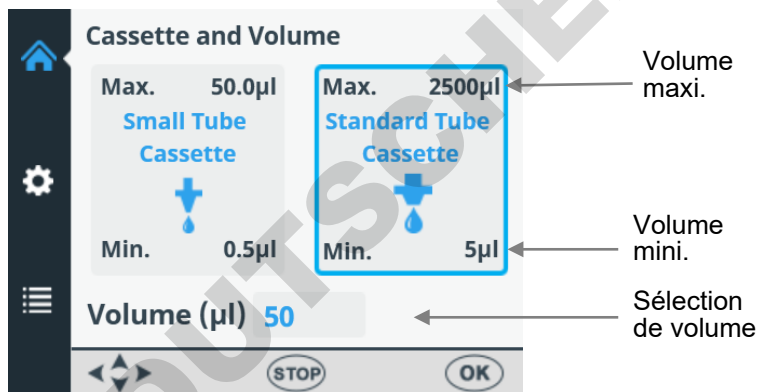 Cassette and Volume
Max. 50.0µl
Small Tube
Cassette
Min. 0.5µl
Max. 2500µl
Standard Tube
Cassette
Min. 5µl
Volume (µl) 50
STOP
OK
Volume
maxi.
Volume
mini.
Sélection
de volume